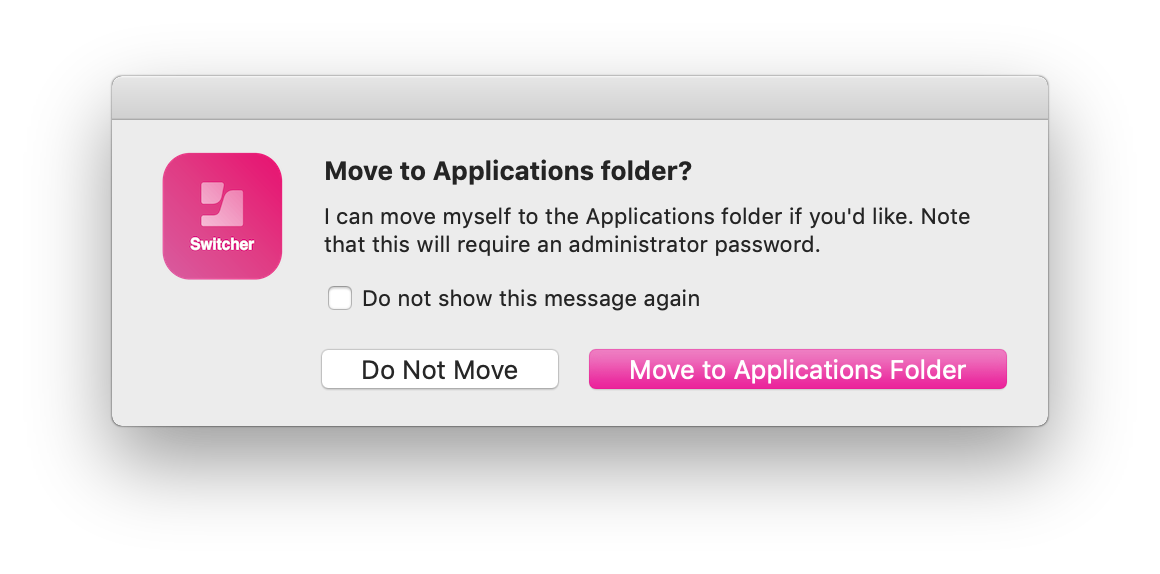 Move to Applications folder?
I can move myself to the Applications folder if you'd like. Note
that this will require an administrator password.
Switcher
Do not show this message again
Do Not Move
Move to Applications Folder